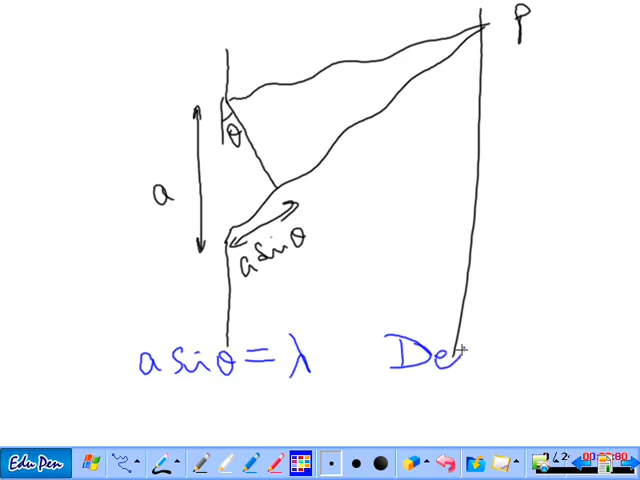 P
θ
a
a sin θ
a sin θ = λ De
Edu Pen